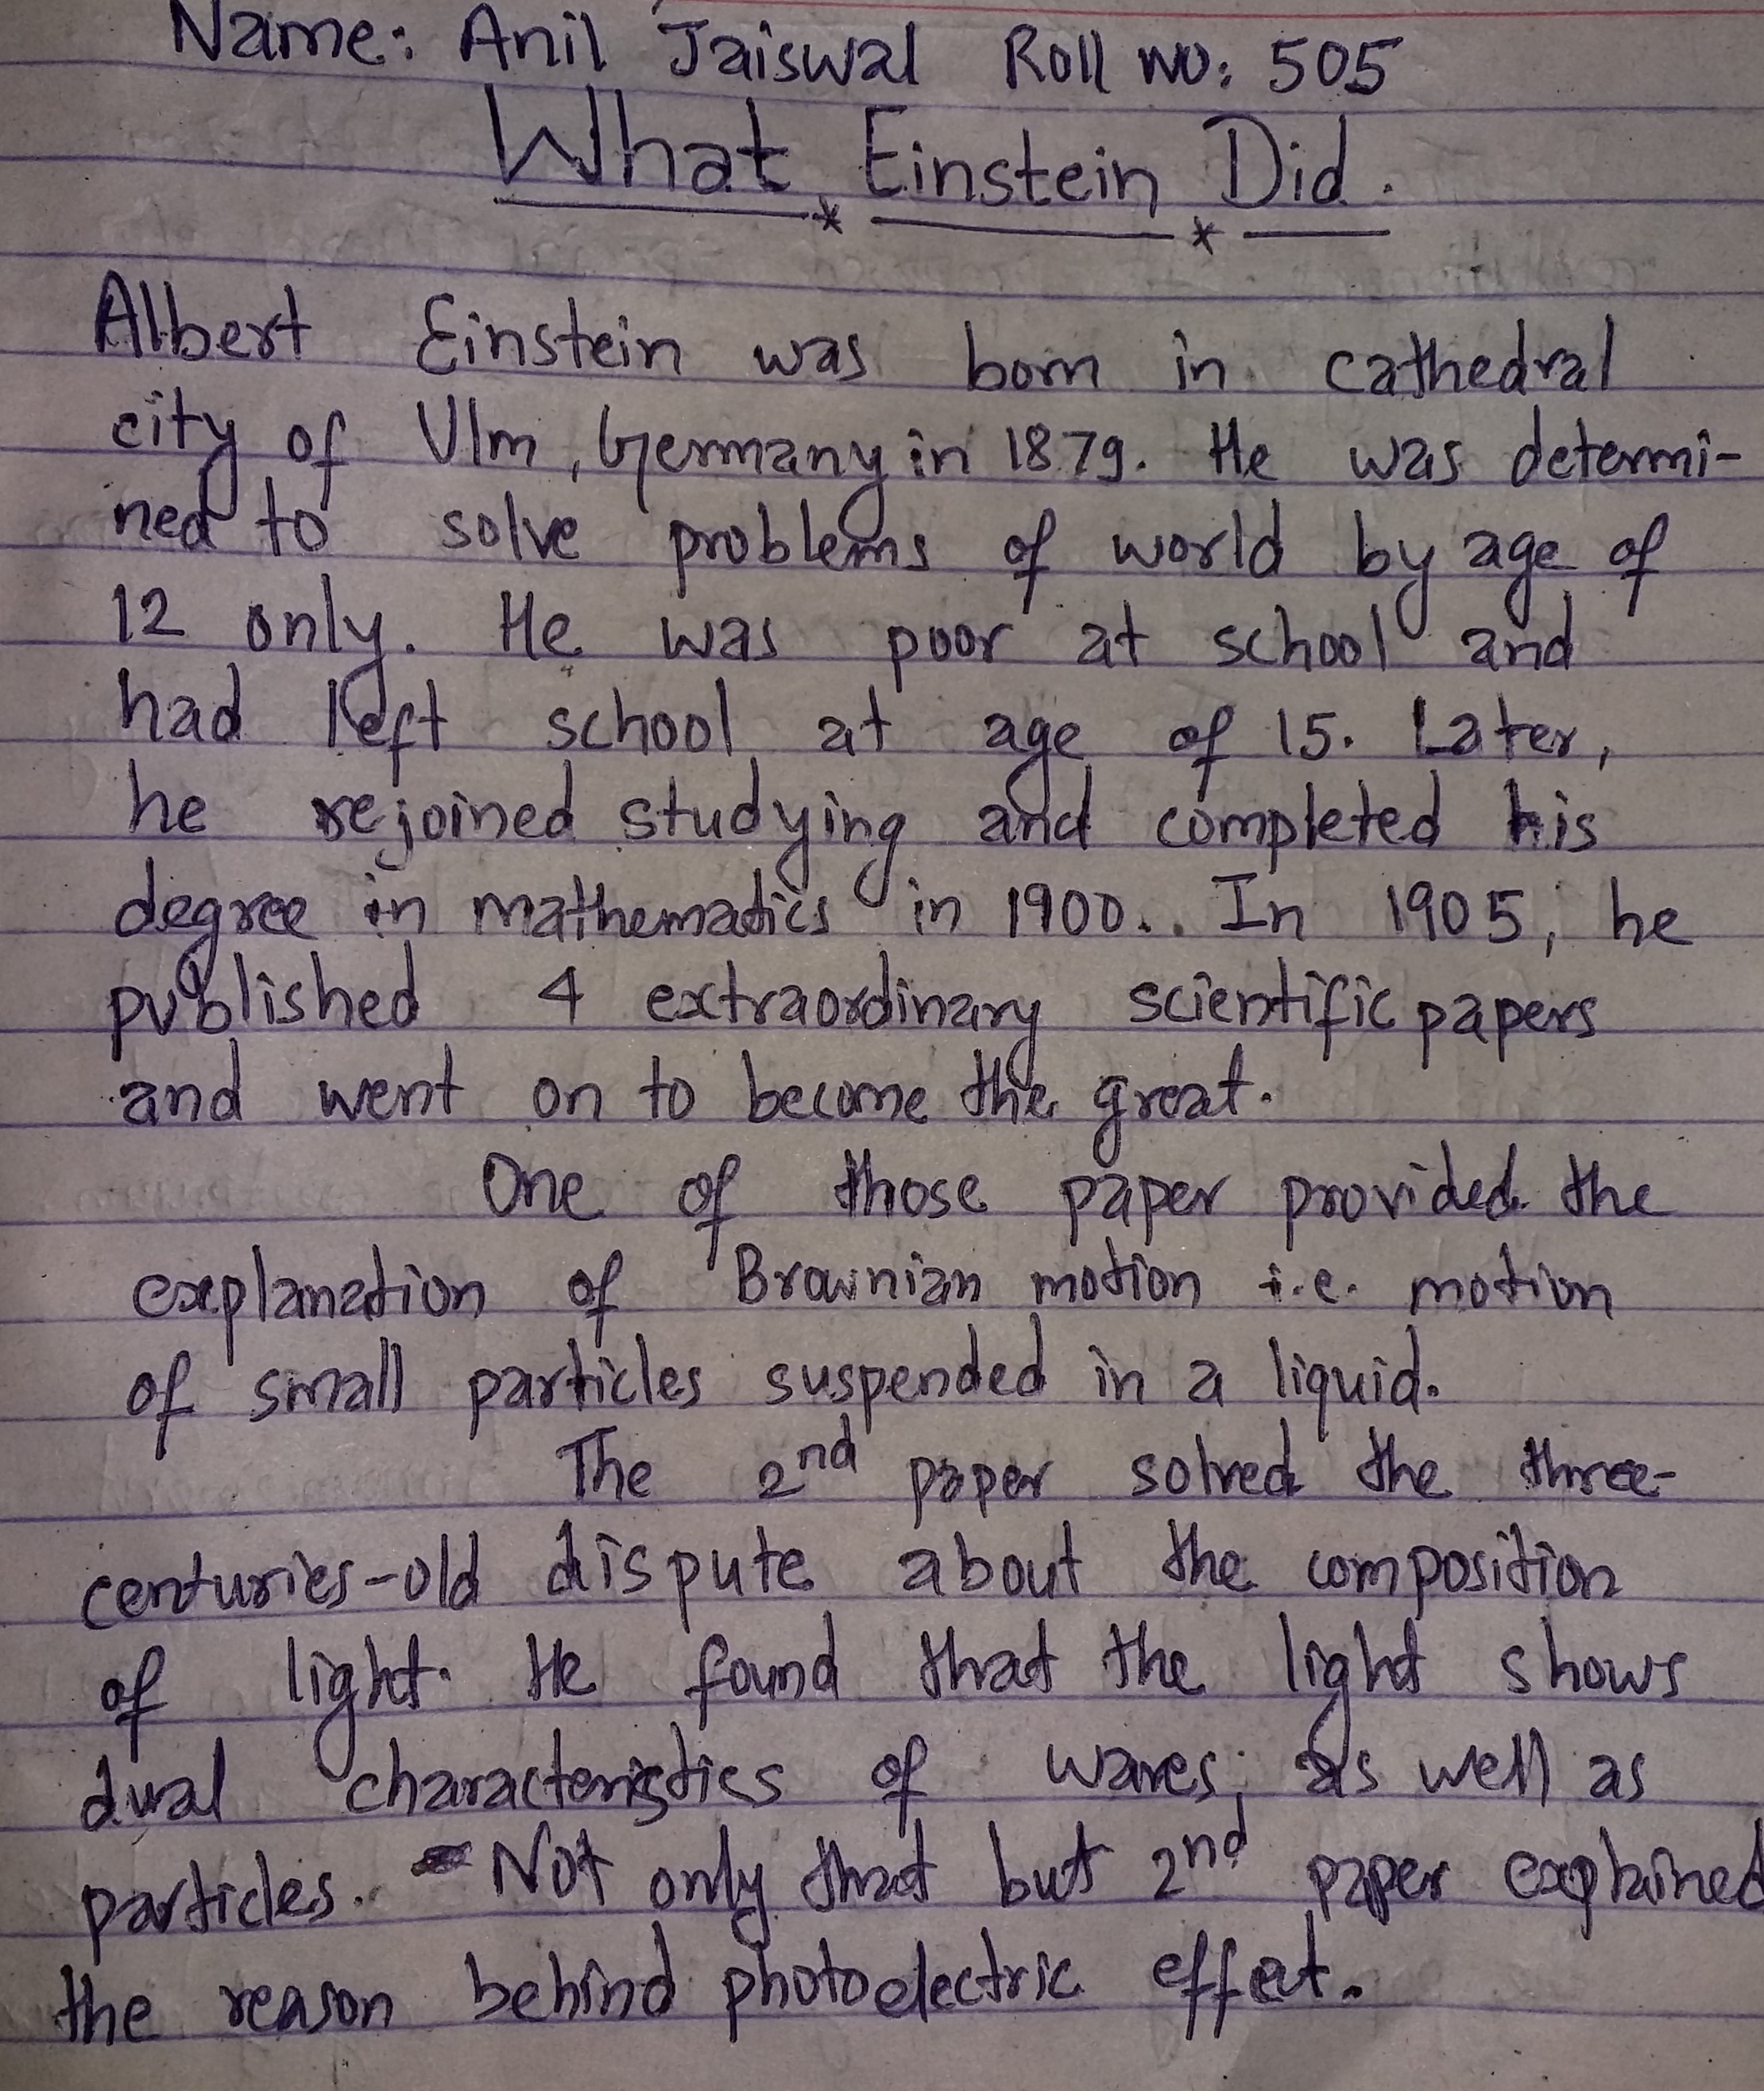 Name: Anil Jaiswal Roll no: 505
What Einstein Did.
Albert Einstein was born in cathedral
city of Ulm, Germany in 1879. He was determi-
ned to solve problems of world by age of
12 only. He was poor at school and
had left school at age of 15. Later,
he rejoined studying and completed his
degree in mathematics in 1900. In 1905, he
published 4 extraordinary scientific papers
and went on to become the great.
One of those paper provided the
explanation of Brownian motion i.e. motion
of small particles suspended in a liquid.
The 2nd paper solved the three-
centuries-old dispute about the composition
of light. He found that the light shows
dual characteristics of waves as well as
particles. Not only that but 2nd paper explained
the reason behind photoelectric effect.